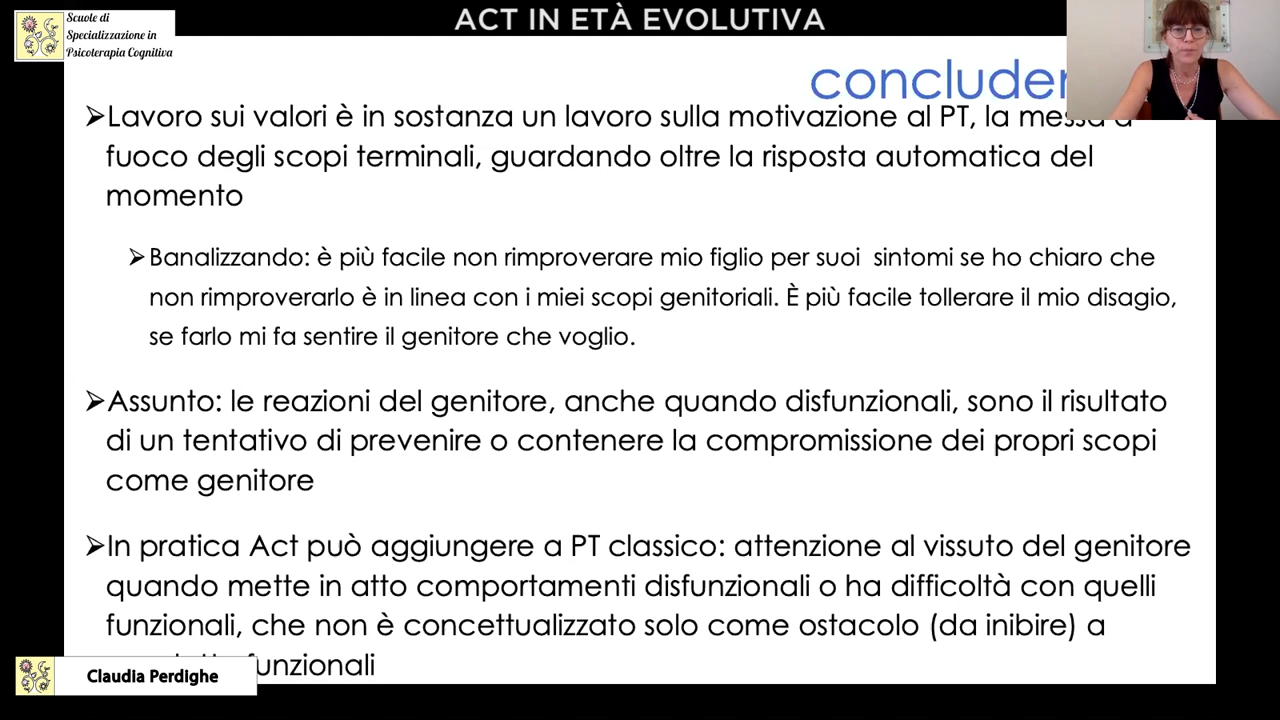 Scuole di
Specializzazione in
Psicoterapia Cognitiva
ACT IN ETÀ EVOLUTIVA
➢Lavoro sui valori è in sostanza un lavoro sulla motivazione al PT, la messa a
fuoco degli scopi terminali, guardando oltre la risposta automatica del
momento
➢Banalizzando: è più facile non rimproverare mio figlio per suoi sintomi se ho chiaro che
non rimproverarlo è in linea con i miei scopi genitoriali. È più facile tollerare il mio disagio,
se farlo mi fa sentire il genitore che voglio.
➢Assunto: le reazioni del genitore, anche quando disfunzionali, sono il risultato
di un tentativo di prevenire o contenere la compromissione dei propri scopi
come genitore
➢In pratica Act può aggiungere a PT classico: attenzione al vissuto del genitore
quando mette in atto comportamenti disfunzionali o ha difficoltà con quelli
funzionali, che non è concettualizzato solo come ostacolo (da inibire) a
funzionali
Claudia Perdighe